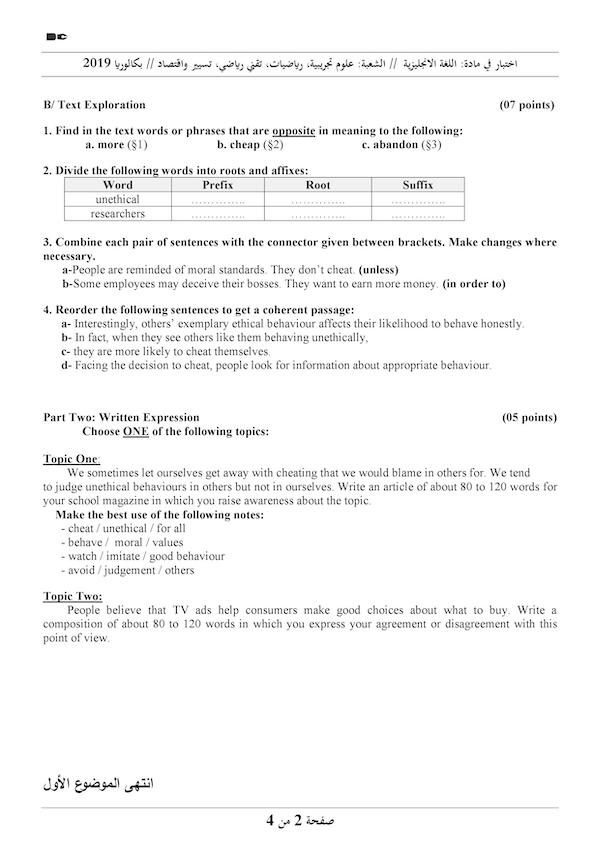 اختبار في مادة: اللغة الانجليزية // الشعبة: علوم تجريبية، رياضيات، تقني رياضي، تسيير واقتصاد // بكالوريا 2019
B/ Text Exploration (07 points)
1. Find in the text words or phrases that are opposite in meaning to the following:
a. more (§1) b. cheap (§2) c. abandon (§3)
2. Divide the following words into roots and affixes:
Word Prefix Root Suffix
unethical ………….. ………….. …………..
researchers ………….. ………….. …………..
3. Combine each pair of sentences with the connector given between brackets. Make changes where
necessary.
a-People are reminded of moral standards. They don’t cheat. (unless)
b-Some employees may deceive their bosses. They want to earn more money. (in order to)
4. Reorder the following sentences to get a coherent passage:
a- Interestingly, others’ exemplary ethical behaviour affects their likelihood to behave honestly.
b- In fact, when they see others like them behaving unethically,
c- they are more likely to cheat themselves.
d- Facing the decision to cheat, people look for information about appropriate behaviour.
Part Two: Written Expression (05 points)
Choose ONE of the following topics:
Topic One:
We sometimes let ourselves get away with cheating that we would blame in others for. We tend
to judge unethical behaviours in others but not in ourselves. Write an article of about 80 to 120 words for
your school magazine in which you raise awareness about the topic.
Make the best use of the following notes:
- cheat / unethical / for all
- behave / moral / values
- watch / imitate / good behaviour
- avoid / judgement / others
Topic Two:
People believe that TV ads help consumers make good choices about what to buy. Write a
composition of about 80 to 120 words in which you express your agreement or disagreement with this
point of view.
انتهى الموضوع الأول
صفحة 2 من 4